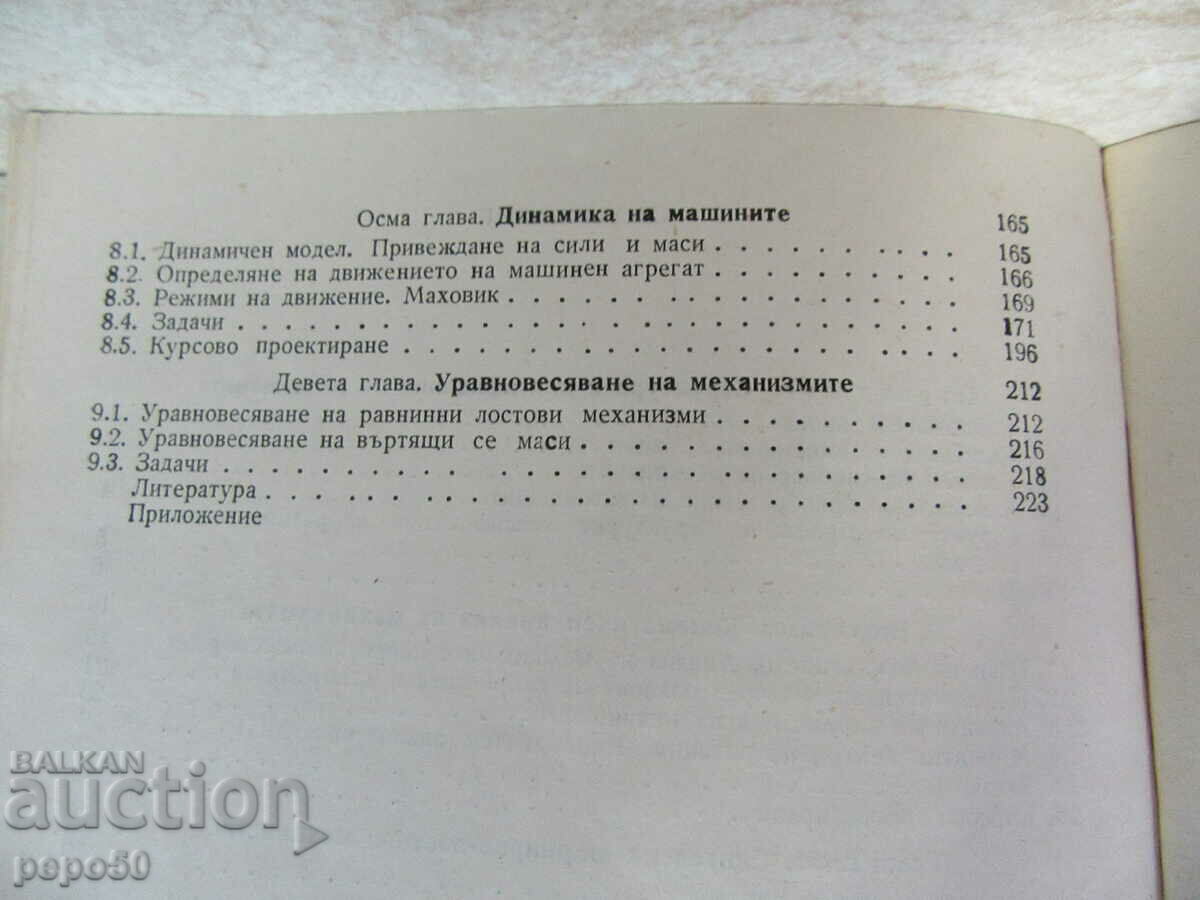 Осма глава. Динамика на машините 165
8.1. Динамичен модел. Привеждане на сили и маси . . . . . . . . . . 165
8.2. Определяне на движението на машинен агрегат . . . . . . . . . . 166
8.3. Режими на движение. Маховик . . . . . . . . . . . . . . . . . 169
8.4. Задачи . . . . . . . . . . . . . . . . . . . . . . . . . . . . . 171
8.5. Курсово проектиране . . . . . . . . . . . . . . . . . . . . . . 196
Девета глава. Уравновесяване на механизмите 212
9.1. Уравновесяване на равнинни лостови механизми . . . . . . . . . . 212
9.2. Уравновесяване на въртящи се маси . . . . . . . . . . . . . . . 216
9.3. Задачи . . . . . . . . . . . . . . . . . . . . . . . . . . . . 218
Литература . . . . . . . . . . . . . . . . . . . . . . . . . . . 223
Приложение
BALKAN
auction
pepo50